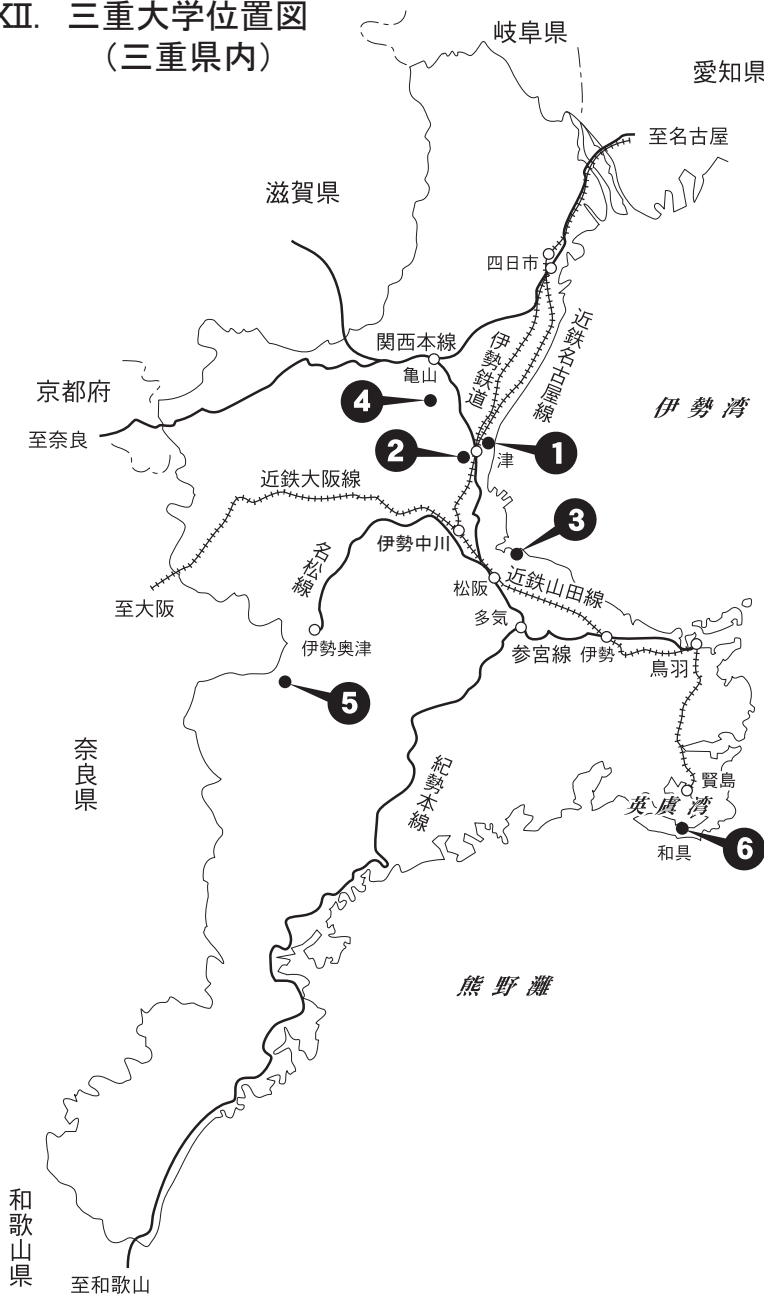 XII. 三重大学位置図
（三重県内）
岐阜県
愛知県
至名古屋
滋賀県
四日市
近鉄名古屋線
伊勢鉄道
関西本線
亀山
京都府
伊勢湾
4
至奈良
2
1
津
近鉄大阪線
3
伊勢中川
名松線
松阪
近鉄山田線
至大阪
多気
伊勢奥津
参宮線
伊勢
鳥羽
5
奈良県
紀勢本線
賢島
英虞湾
和具
6
熊野灘
和歌山県
至和歌山